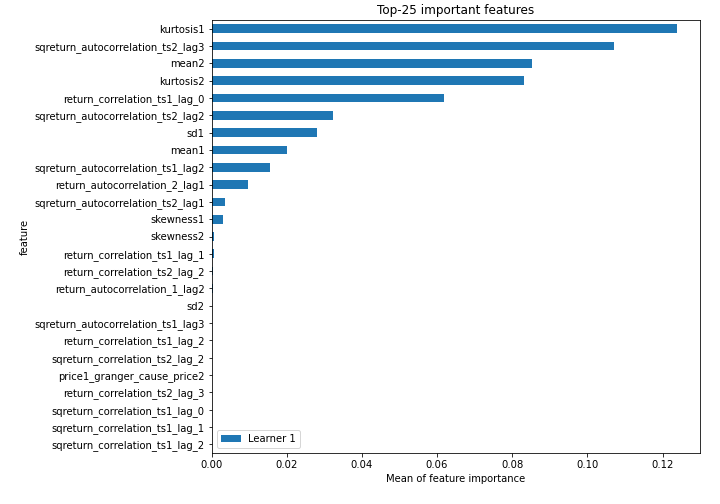 Top-25 important features
kurtosis1
sqreturn_autocorrelation_ts2_lag3
mean2
kurtosis2
return_correlation_ts1_lag_0
sqreturn_autocorrelation_ts2_lag2
sd1
mean1
sqreturn_autocorrelation_ts1_lag2
return_autocorrelation_2_lag1
sqreturn_autocorrelation_ts2_lag1
skewness1
skewness2
return_correlation_ts1_lag_1
return_correlation_ts2_lag_2
return_autocorrelation_1_lag2
sd2
sqreturn_autocorrelation_ts1_lag3
return_correlation_ts1_lag_2
sqreturn_correlation_ts2_lag_2
price1_granger_cause_price2
return_correlation_ts2_lag_3
sqreturn_correlation_ts1_lag_0
sqreturn_correlation_ts1_lag_1
sqreturn_correlation_ts1_lag_2
feature
Learner 1
0.00 0.02 0.04 0.06 0.08 0.10 0.12
Mean of feature importance